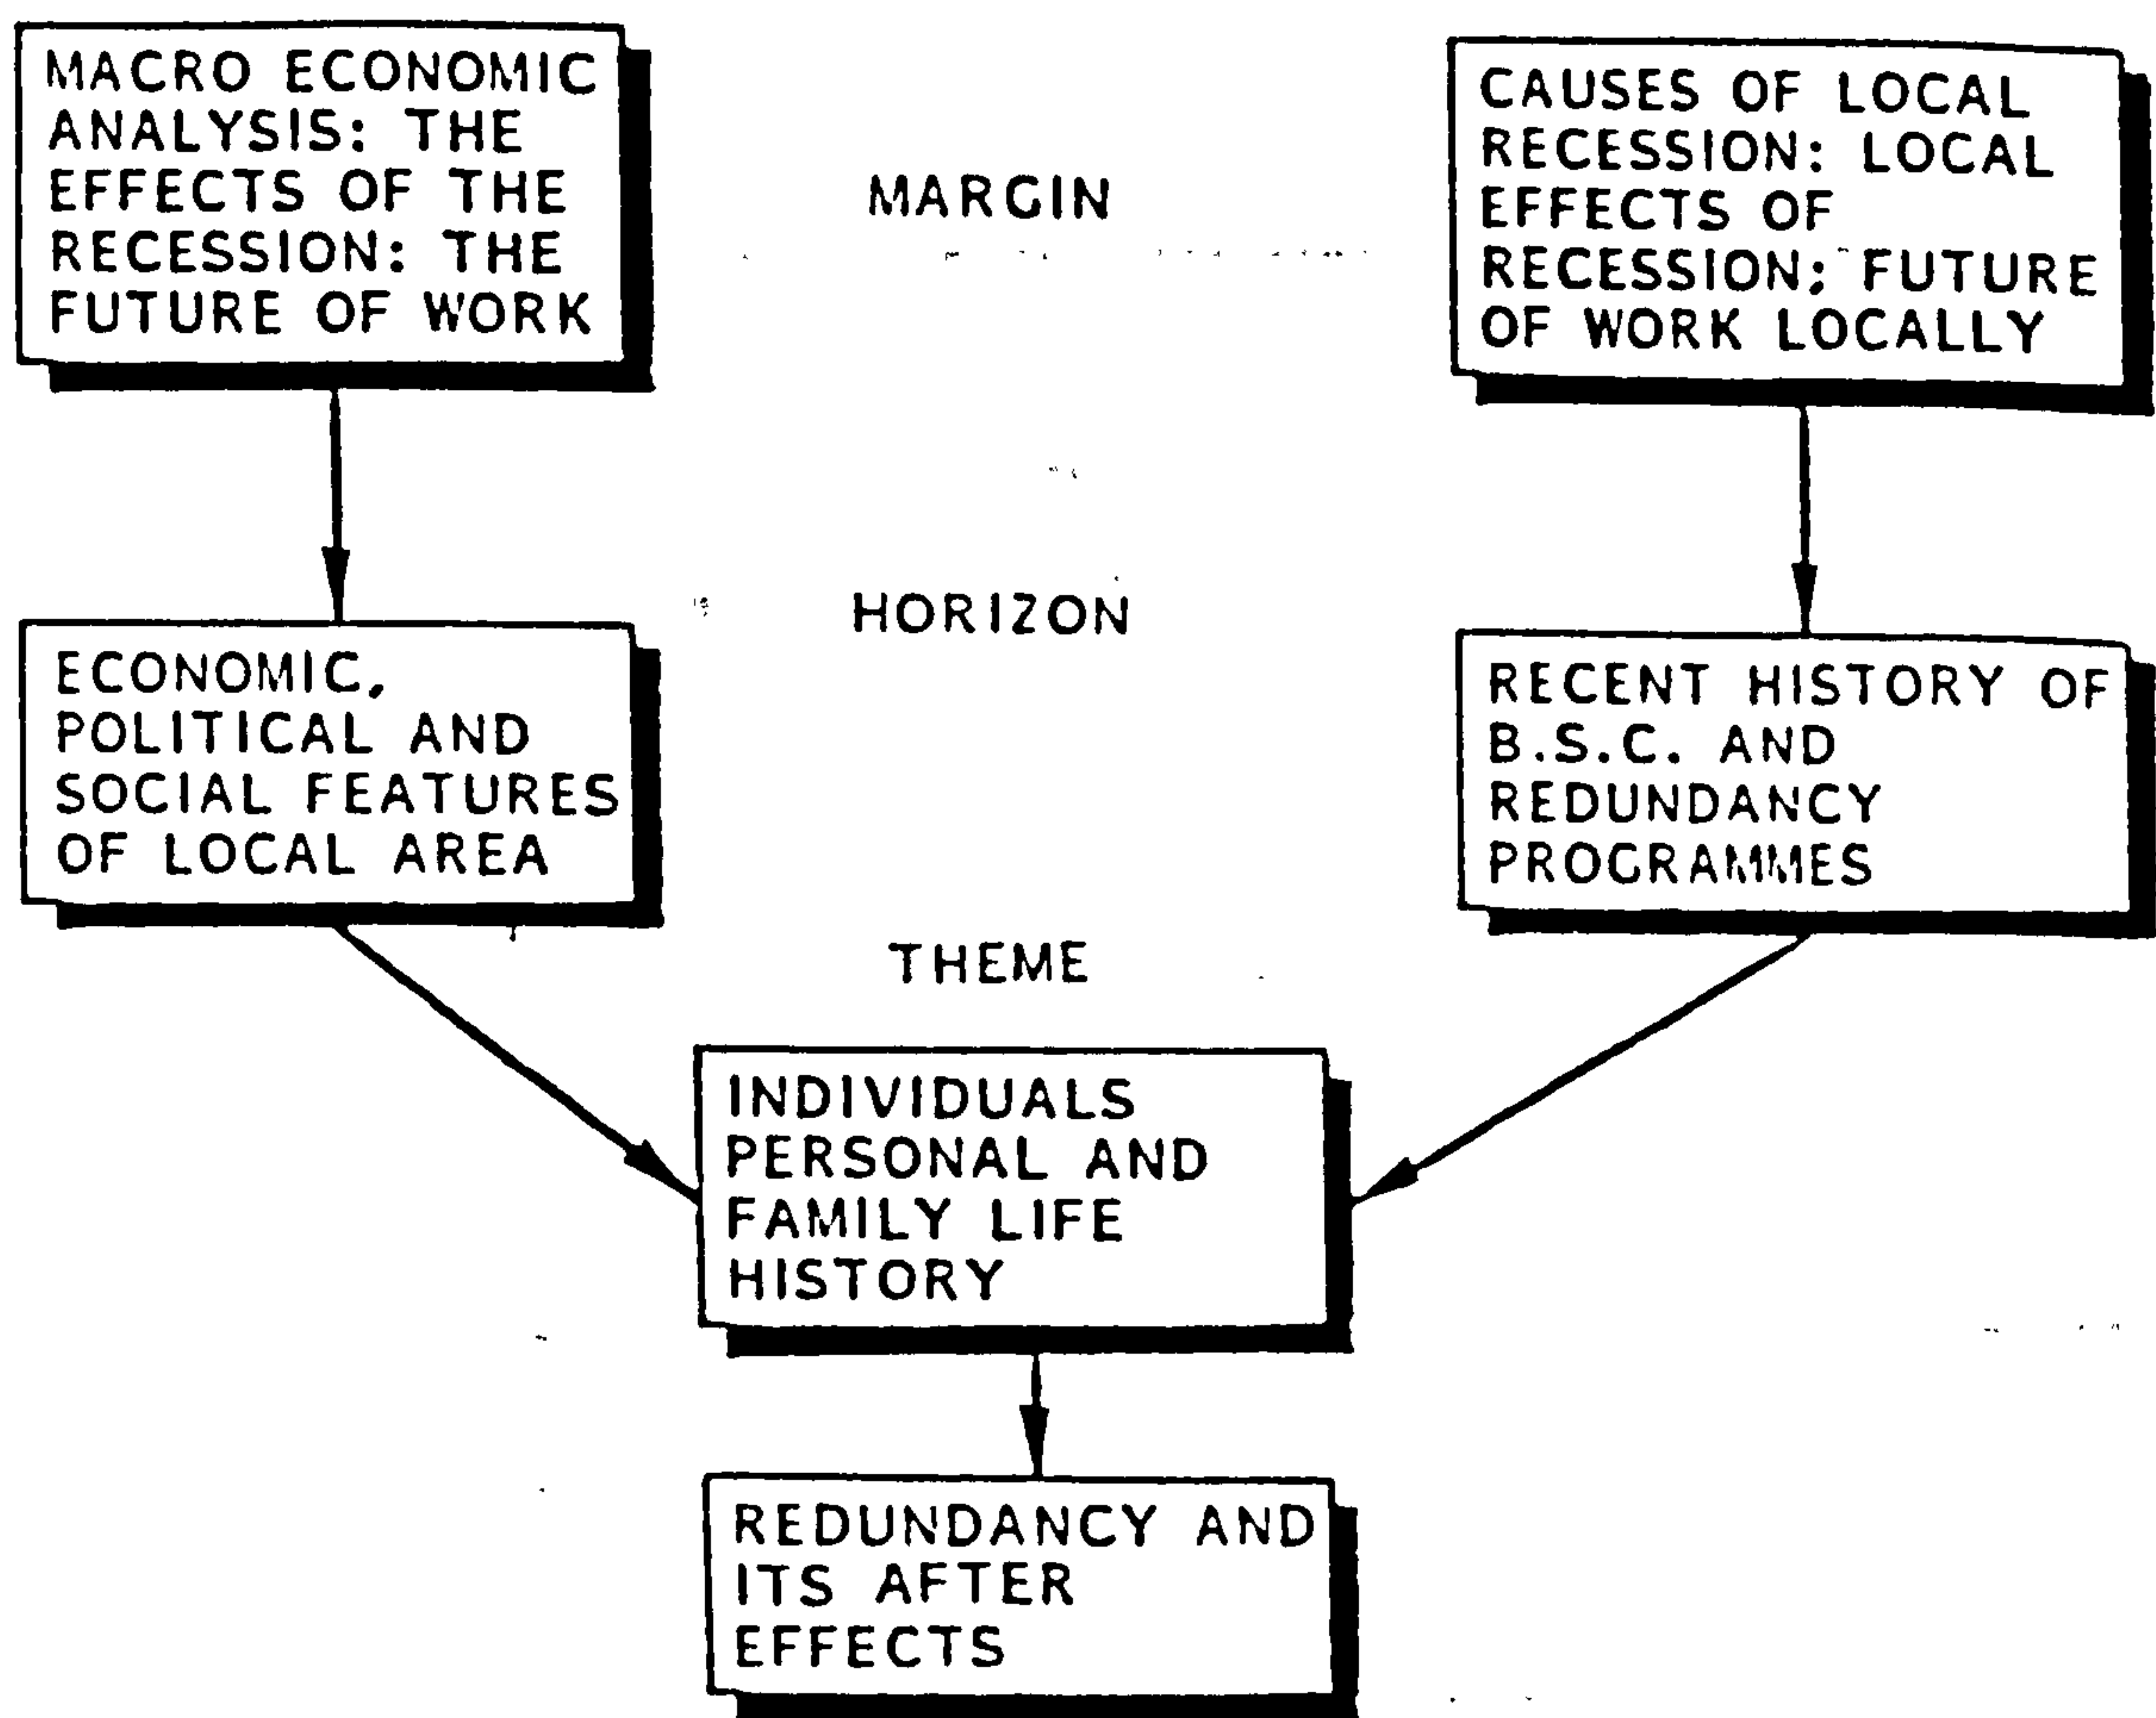 MACRO ECONOMIC
ANALYSIS: THE
EFFECTS OF THE
RECESSION: THE
FUTURE OF WORK
MARGIN
CAUSES OF LOCAL
RECESSION: LOCAL
EFFECTS OF
RECESSION: FUTURE
OF WORK LOCALLY
HORIZON
ECONOMIC,
POLITICAL AND
SOCIAL FEATURES
OF LOCAL AREA
RECENT HISTORY OF
B.S.C. AND
REDUNDANCY
PROGRAMMES
THEME
INDIVIDUALS
PERSONAL AND
FAMILY LIFE
HISTORY
REDUNDANCY AND
ITS AFTER
EFFECTS